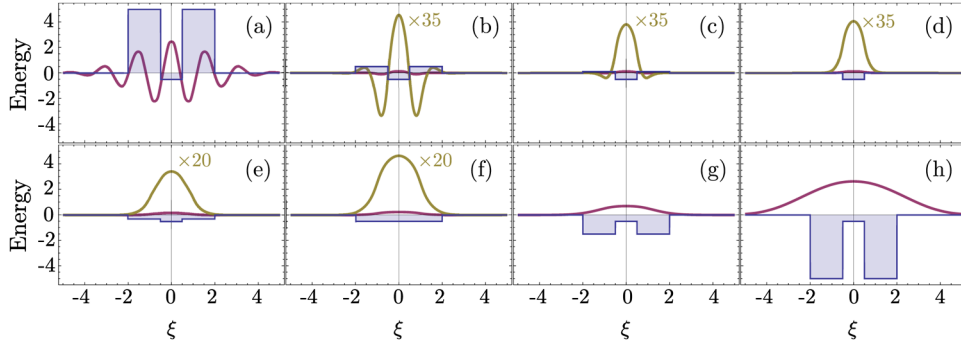 (a)
(b)
(c)
(d)
×35
×35
×35
Energy
4
2
0
-2
-4
(e)
(f)
(g)
(h)
×20
×20
Energy
4
2
0
-2
-4
-4 -2 0 2 4
-4 -2 0 2 4
-4 -2 0 2 4
-4 -2 0 2 4
ξ
ξ
ξ
ξ